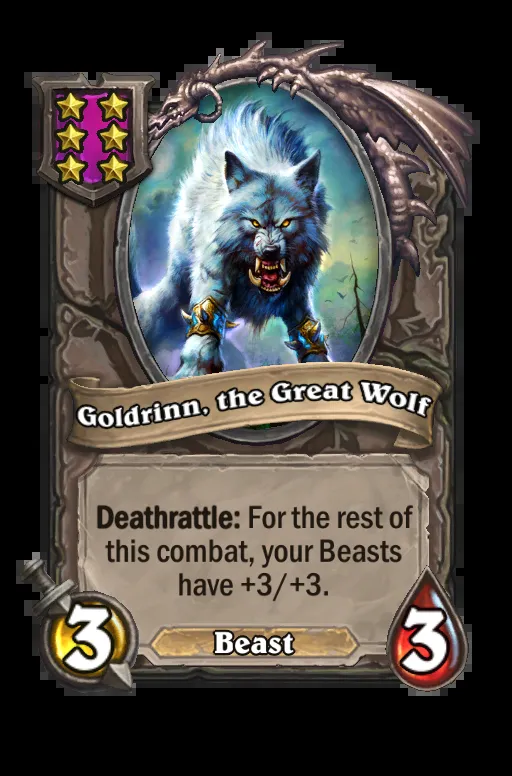 Goldrinn, the Great Wolf
Deathrattle: For the rest of
this combat, your Beasts
have +3/+3.
3
Beast
3